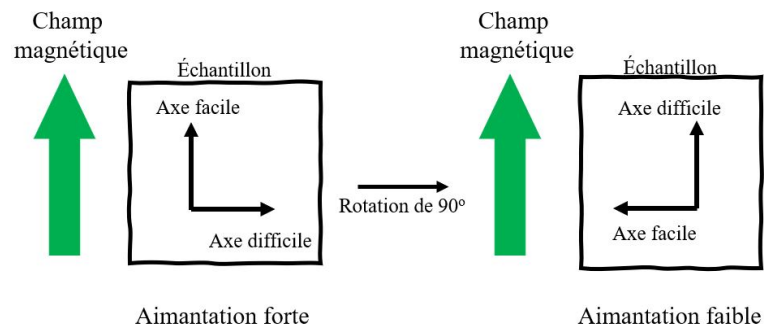 Champ
magnétique
Échantillon
Axe facile
Axe difficile
Aimantation forte
Rotation de 90º
Champ
magnétique
Échantillon
Axe difficile
Axe facile
Aimantation faible